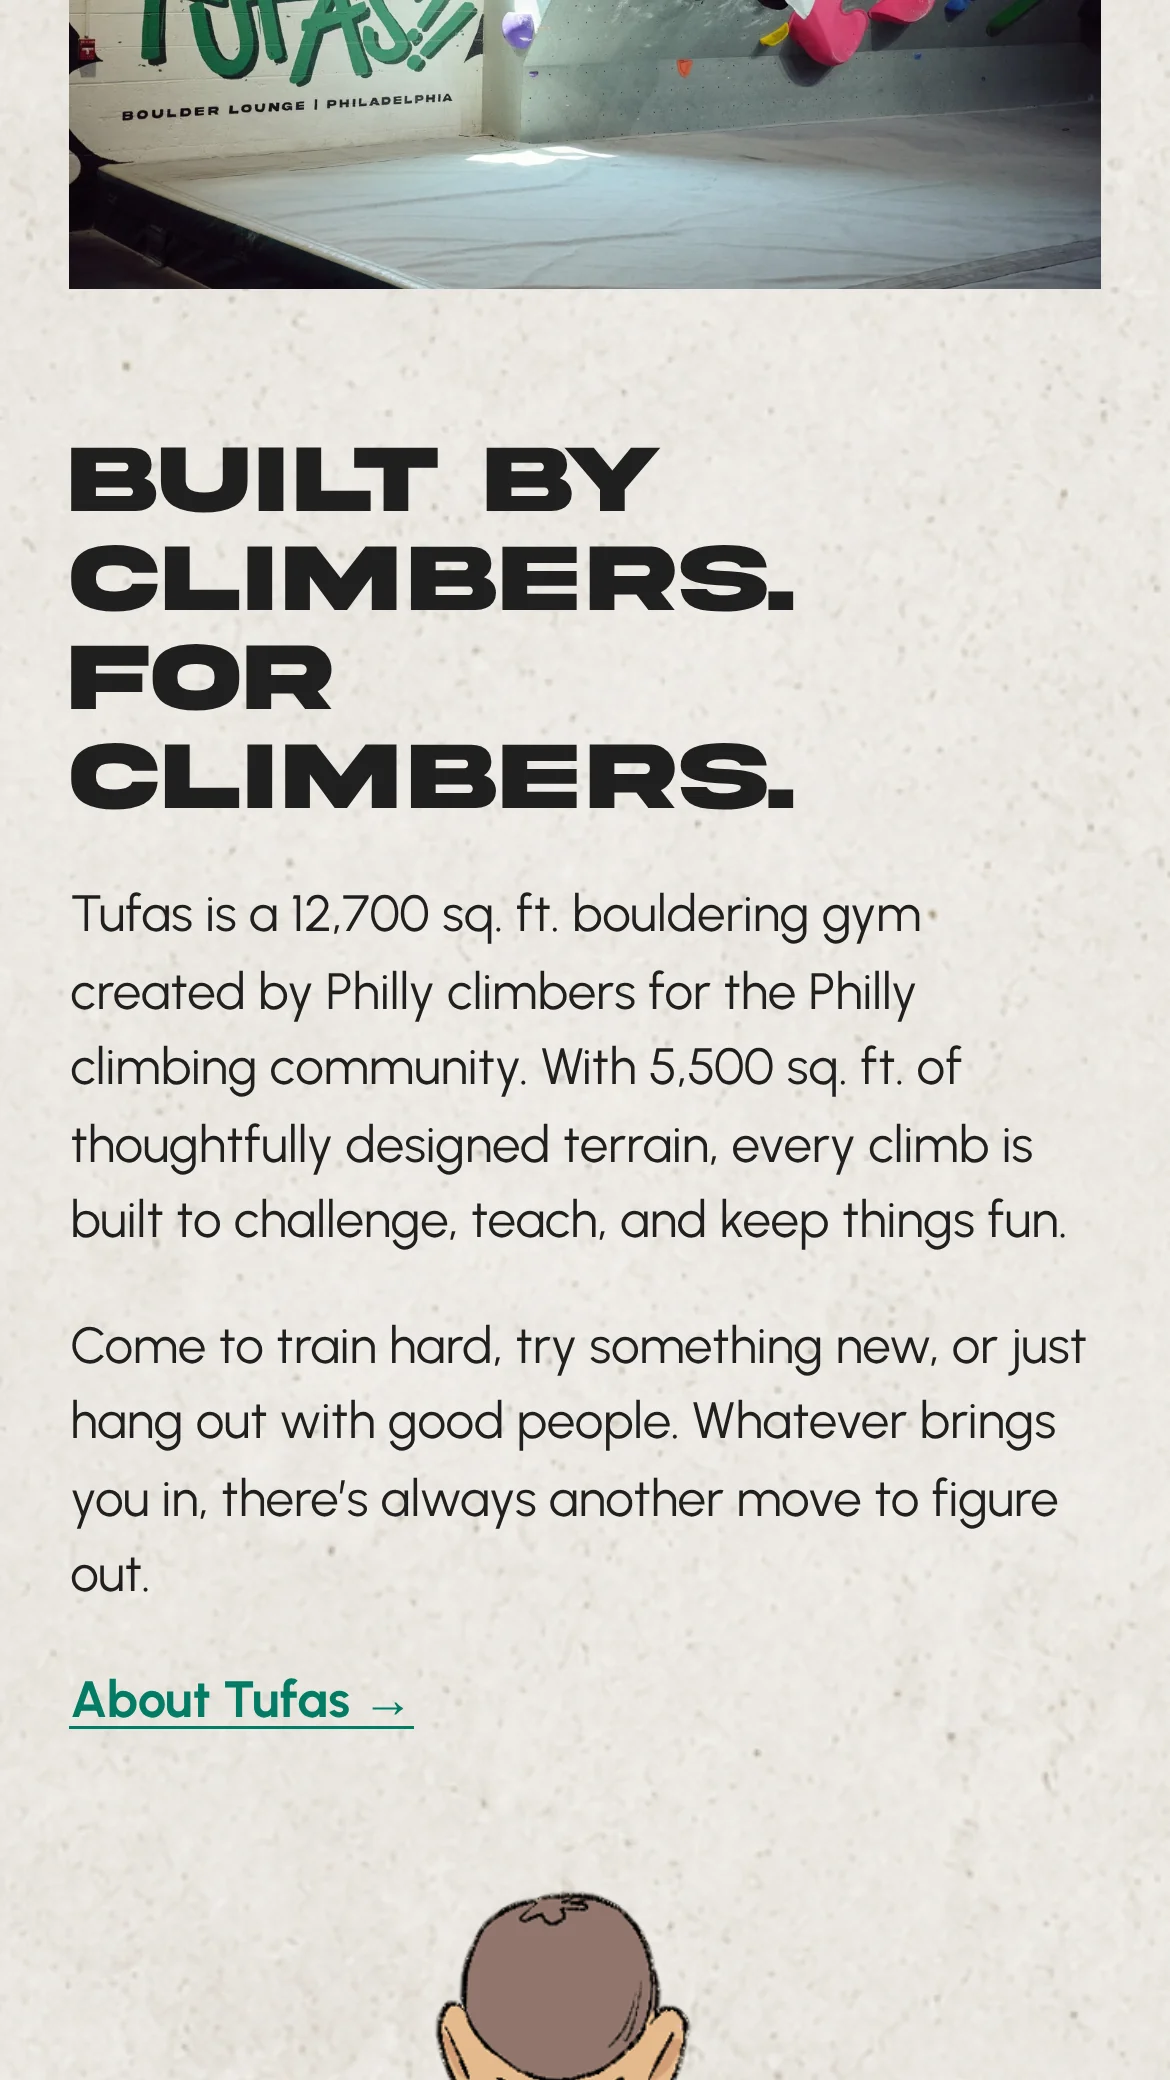 TUFAS!!
BOULDER LOUNGE | PHILADELPHIA
BUILT BY
CLIMBERS.
FOR
CLIMBERS.
Tufas is a 12,700 sq. ft. bouldering gym
created by Philly climbers for the Philly
climbing community. With 5,500 sq. ft. of
thoughtfully designed terrain, every climb is
built to challenge, teach, and keep things fun.
Come to train hard, try something new, or just
hang out with good people. Whatever brings
you in, there’s always another move to figure
out.
About Tufas →